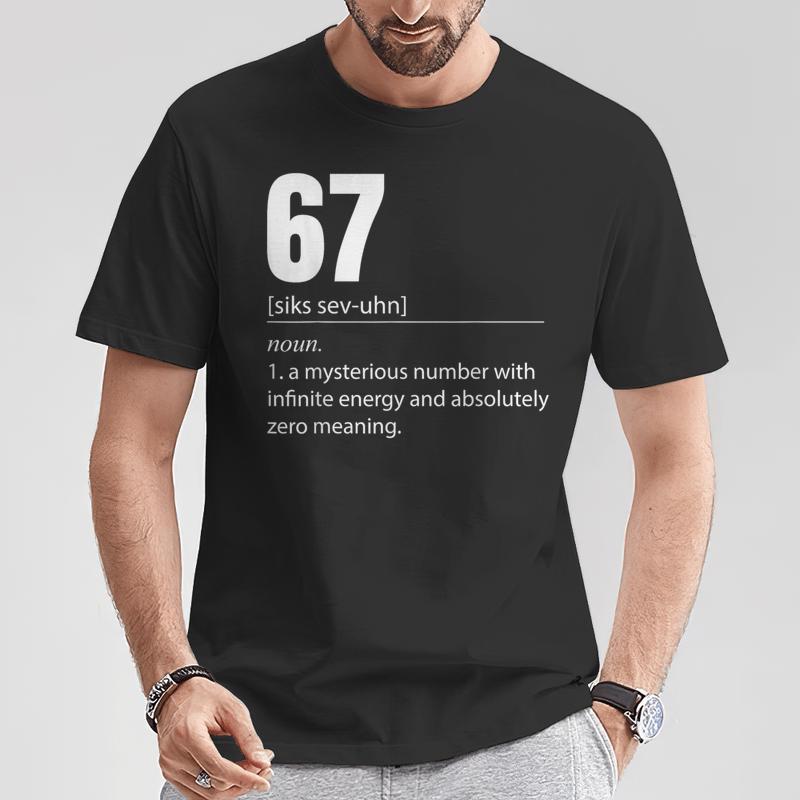 67
[siks sev-uhn]
noun.
1. a mysterious number with
infinite energy and absolutely
zero meaning.